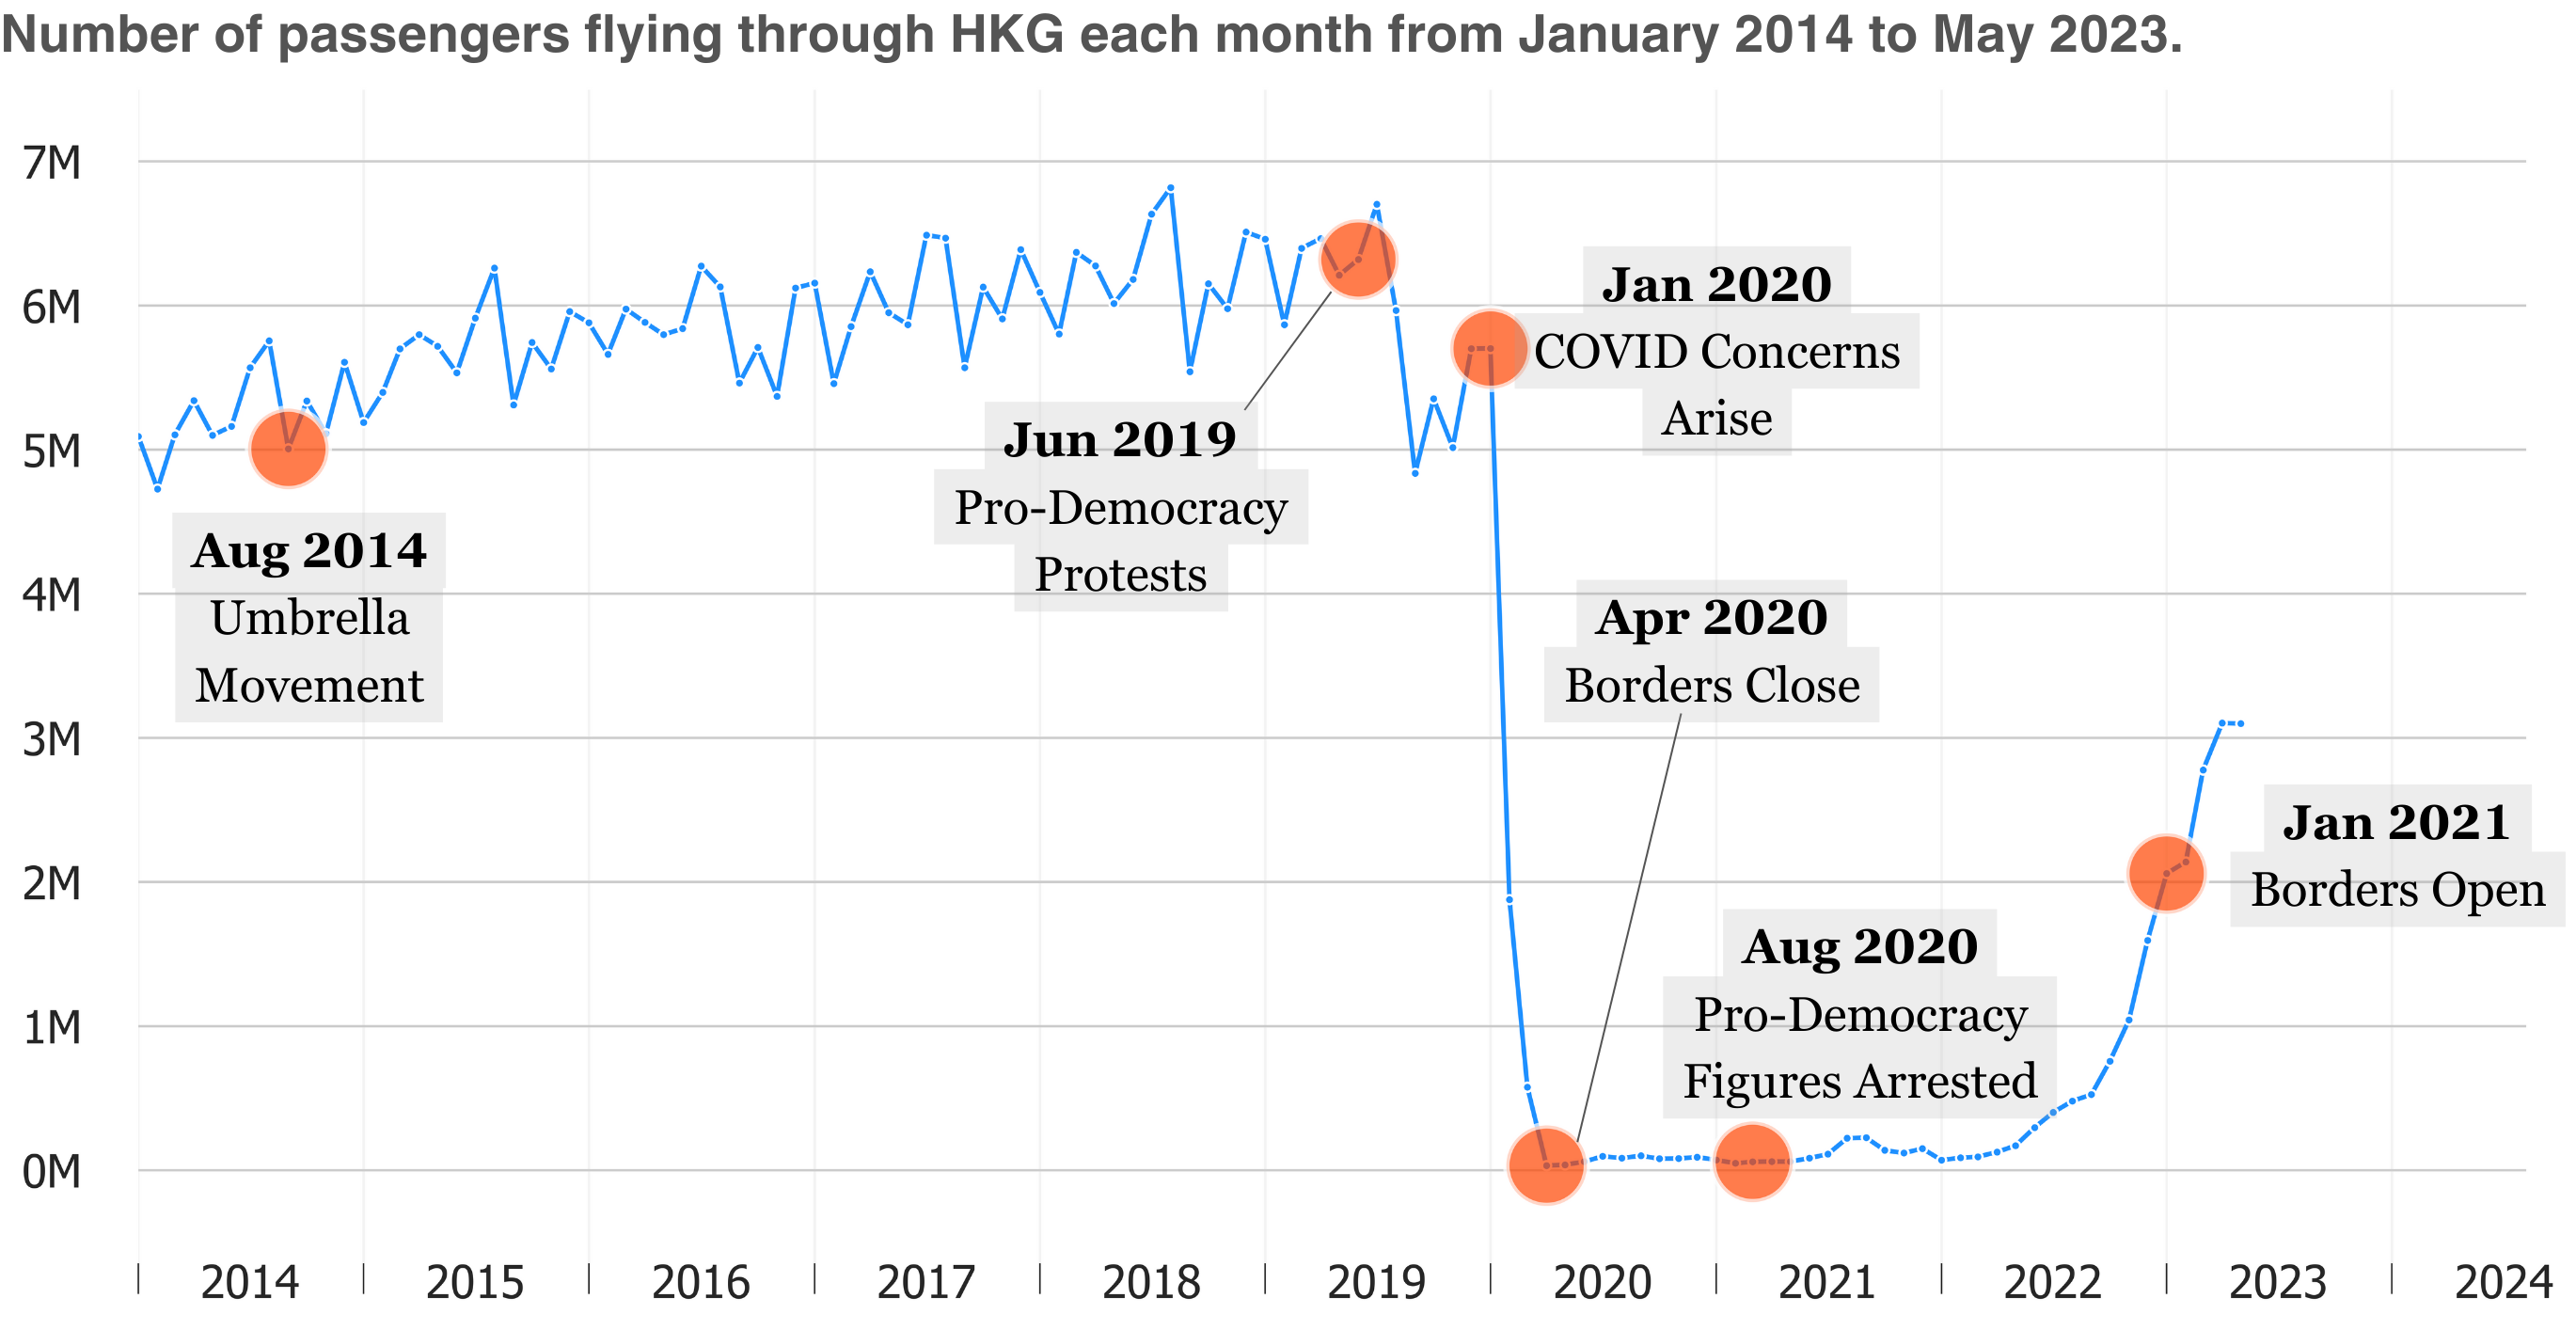 Number of passengers flying through HKG each month from January 2014 to May 2023.
7M
6M
5M
4M
3M
2M
1M
0M
Aug 2014
Umbrella
Movement
Jun 2019
Pro-Democracy
Protests
Jan 2020
COVID Concerns
Arise
Apr 2020
Borders Close
Aug 2020
Pro-Democracy
Figures Arrested
Jan 2021
Borders Open
2014 2015 2016 2017 2018 2019 2020 2021 2022 2023 2024